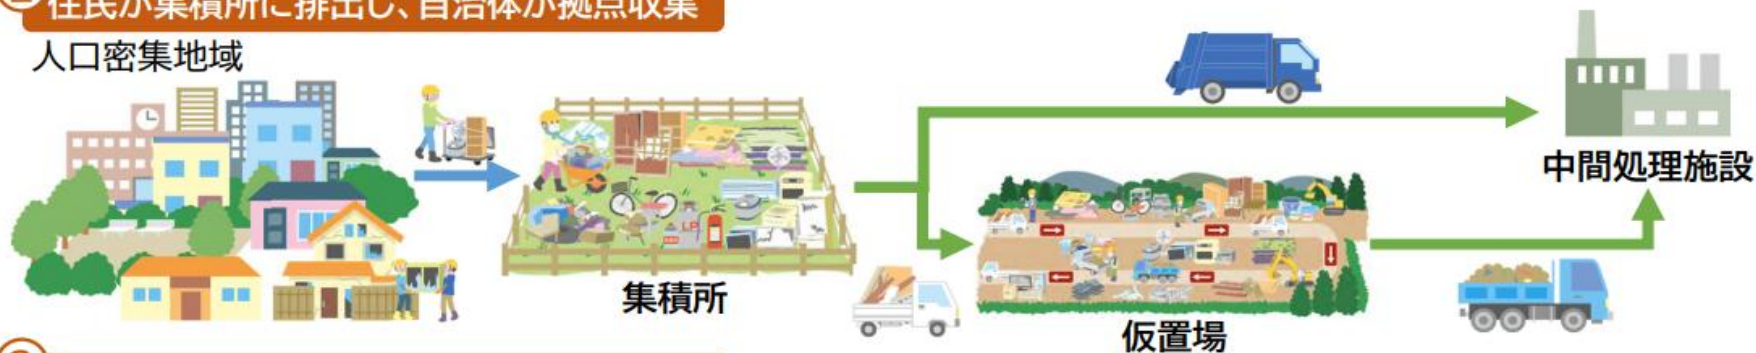 住民が集積所に排出し、自治体が拠点収集
人口密集地域
LP
集積所
仮置場
中間処理施設